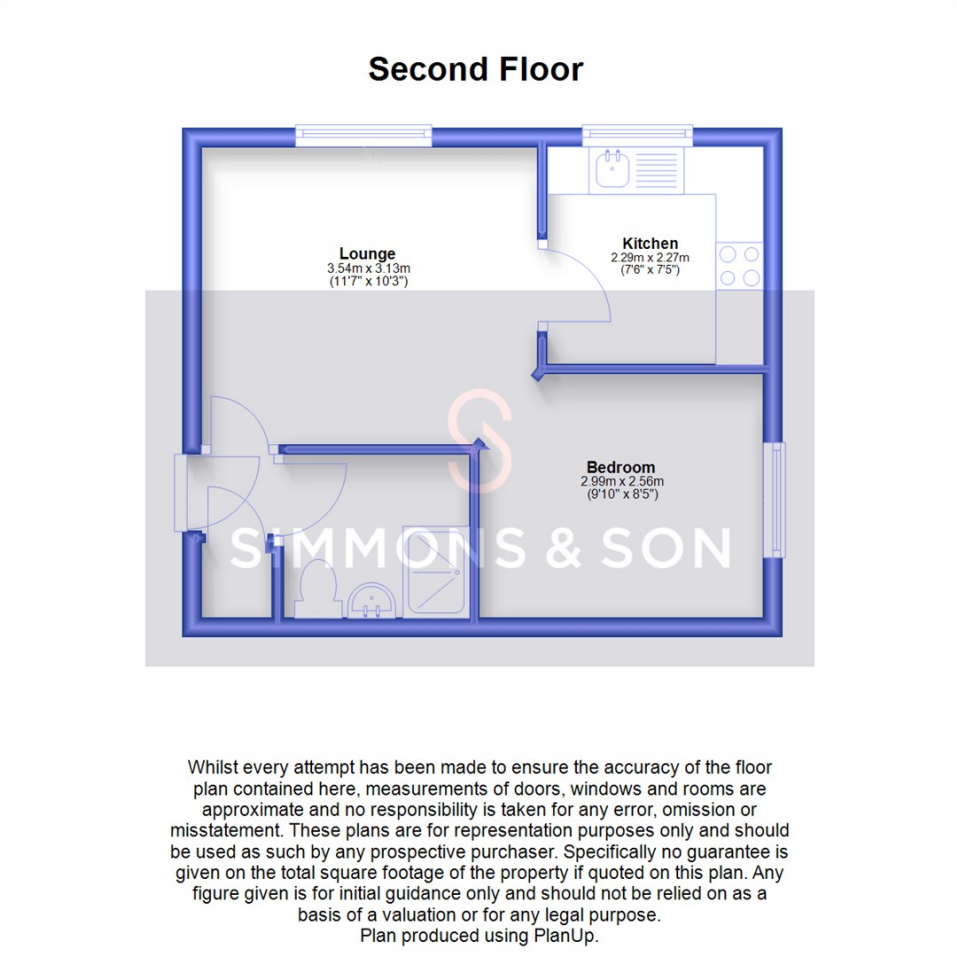 Second Floor
Lounge
3.54m x 3.13m
(11'7" x 10'3")
Kitchen
2.29m x 2.27m
(7'6" x 7'5")
Bedroom
2.99m x 2.56m
(9'10" x 8'5")
SIMMONS & SON
Whilst every attempt has been made to ensure the accuracy of the floor
plan contained here, measurements of doors, windows and rooms are
approximate and no responsibility is taken for any error, omission or
misstatement. These plans are for representation purposes only and should
be used as such by any prospective purchaser. Specifically no guarantee is
given on the total square footage of the property if quoted on this plan. Any
figure given is for initial guidance only and should not be relied on as a
basis of a valuation or for any legal purpose.
Plan produced using PlanUp.